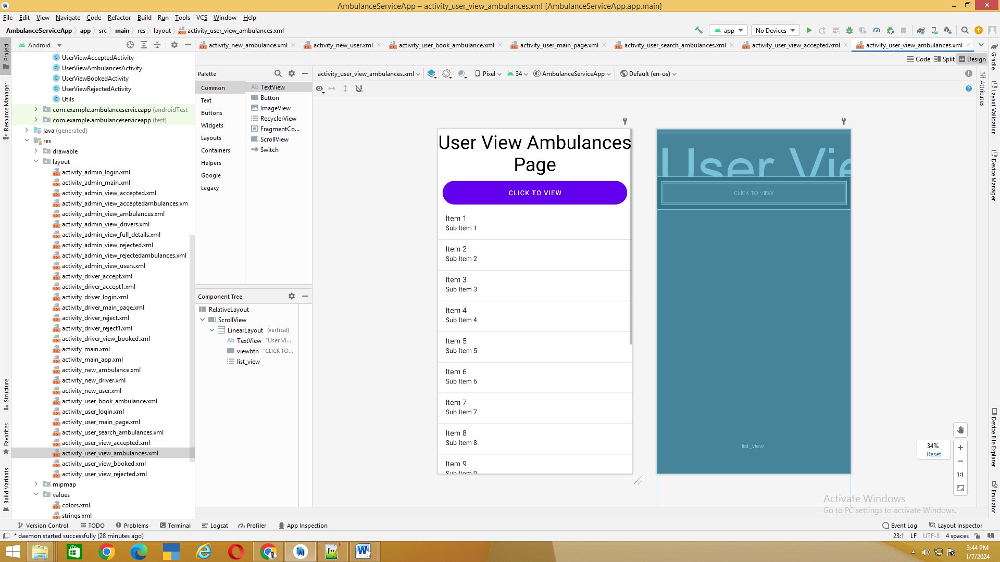 AmbulanceServiceApp – activity_user_view_ambulances.xml [AmbulanceServiceApp.app.main]
File Edit View Navigate Code Refactor Build Run Tools VCS Window Help
AmbulanceServiceApp app src main res layout activity_user_view_ambulances.xml
app No Devices
Android
activity_new_ambulance.xml activity_new_user.xml activity_user_book_ambulance.xml activity_user_main_page.xml activity_user_search_ambulances.xml activity_user_view_accepted.xml activity_user_view_ambulances.xml
Code Split Design
Project
Resource Manager
Structure
Favorites
Build Variants
UserViewAcceptedActivity
UserViewAmbulancesActivity
UserViewBookedActivity
UserViewRejectedActivity
Utils
com.example.ambulanceserviceapp (androidTest
com.example.ambulanceserviceapp (test)
java (generated)
res
drawable
layout
activity_admin_login.xml
activity_admin_main.xml
activity_admin_view_accepted.xml
activity_admin_view_acceptedambulances.xm
activity_admin_view_ambulances.xml
activity_admin_view_drivers.xml
activity_admin_view_full_details.xml
activity_admin_view_rejected.xml
activity_admin_view_rejectedambulances.xml
activity_admin_view_users.xml
activity_driver_accept.xml
activity_driver_accept1.xml
activity_driver_login.xml
activity_driver_main_page.xml
activity_driver_reject.xml
activity_driver_reject1.xml
activity_driver_view_booked.xml
activity_main.xml
activity_main_app.xml
activity_new_ambulance.xml
activity_new_driver.xml
activity_new_user.xml
activity_user_book_ambulance.xml
activity_user_login.xml
activity_user_main_page.xml
activity_user_search_ambulances.xml
activity_user_view_accepted.xml
activity_user_view_ambulances.xml
activity_user_view_booked.xml
activity_user_view_rejected.xml
mipmap
values
colors.xml
strings.xml
Palette
Common
Text
Buttons
Widgets
Layouts
Containers
Helpers
Google
Legacy
Ab TextView
Button
ImageView
RecyclerView
FragmentCo...
ScrollView
Switch
Component Tree
RelativeLayout
ScrollView
LinearLayout (vertical)
Ab TextView "User Vi...
viewbtn "CLICK TO...
list_view
activity_user_view_ambulances.xml Pixel 34 AmbulanceServiceApp Default (en-us)
User View Ambulances
Page
CLICK TO VIEW
Item 1
Sub Item 1
Item 2
Sub Item 2
Item 3
Sub Item 3
Item 4
Sub Item 4
Item 5
Sub Item 5
Item 6
Sub Item 6
Item 7
Sub Item 7
Item 8
Sub Item 8
Item 9
Sub Item 9
User Vie
CLICK TO VIEW
list_view
34%
Reset
1:1
Activate Windows
Go to PC settings to activate Windows.
Attributes
Gradle
Layout Validation
Device Manager
Device File Explorer
Emulator
Version Control TODO Problems Terminal Logcat Profiler App Inspection Event Log Layout Inspector
* daemon started successfully (28 minutes ago) 23:1 LF UTF-8 4 spaces
3:44 PM
1/7/2024